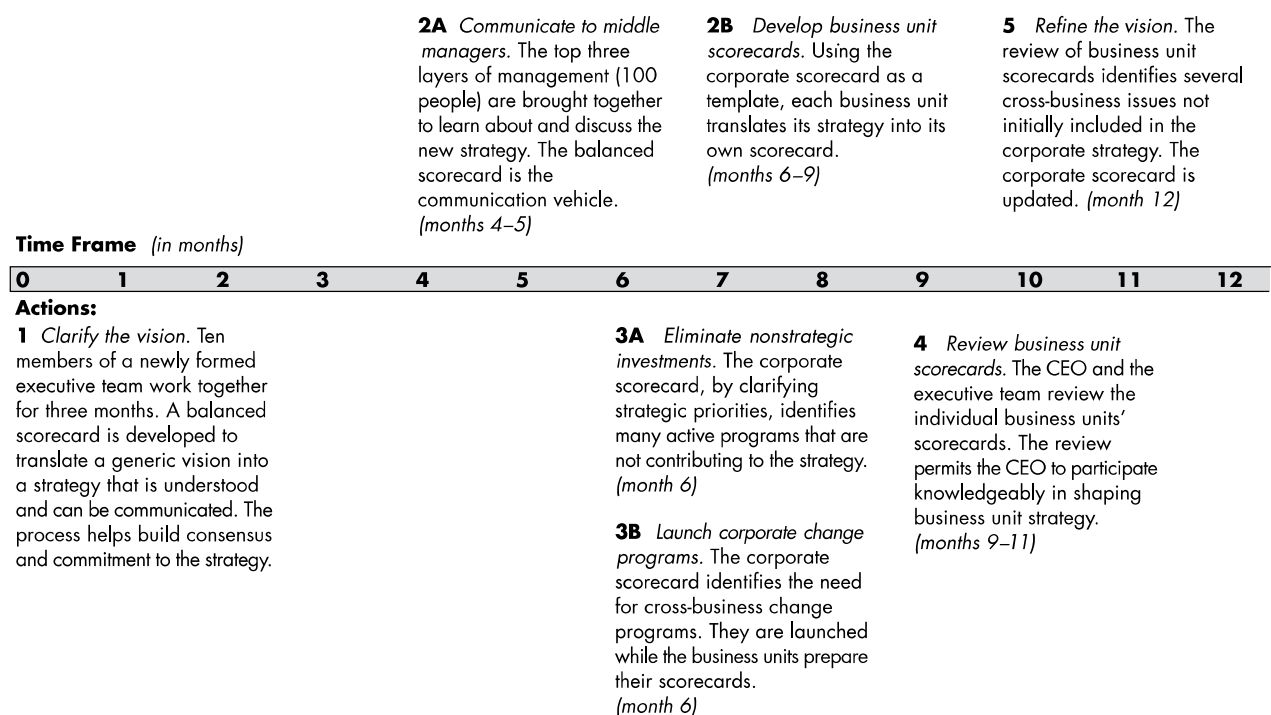 2A Communicate to middle
managers. The top three
layers of management (100
people) are brought together
to learn about and discuss the
new strategy. The balanced
scorecard is the
communication vehicle.
(months 4–5)
2B Develop business unit
scorecards. Using the
corporate scorecard as a
template, each business unit
translates its strategy into its
own scorecard.
(months 6–9)
5 Refine the vision. The
review of business unit
scorecards identifies several
cross-business issues not
initially included in the
corporate strategy. The
corporate scorecard is
updated. (month 12)
Time Frame (in months)
0 1 2 3 4 5 6 7 8 9 10 11 12
Actions:
1 Clarify the vision. Ten
members of a newly formed
executive team work together
for three months. A balanced
scorecard is developed to
translate a generic vision into
a strategy that is understood
and can be communicated. The
process helps build consensus
and commitment to the strategy.
3A Eliminate nonstrategic
investments. The corporate
scorecard, by clarifying
strategic priorities, identifies
many active programs that are
not contributing to the strategy.
(month 6)
3B Launch corporate change
programs. The corporate
scorecard identifies the need
for cross-business change
programs. They are launched
while the business units prepare
their scorecards.
(month 6)
4 Review business unit
scorecards. The CEO and the
executive team review the
individual business units’
scorecards. The review
permits the CEO to participate
knowledgeably in shaping
business unit strategy.
(months 9–11)